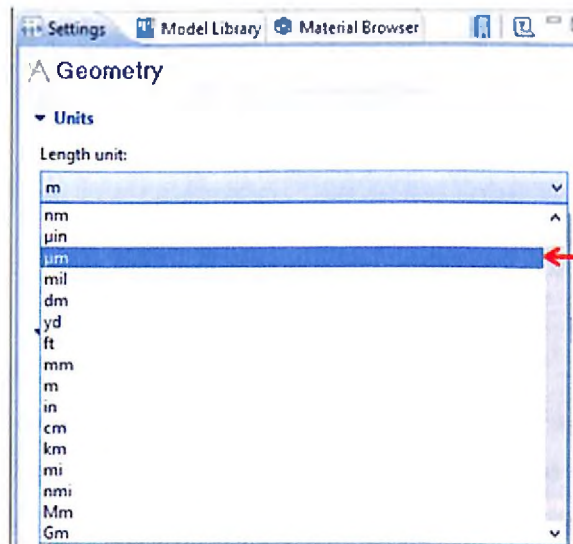 Settings Model Library Material Browser
Geometry
Units
Length unit:
m
nm
µin
µm
mil
dm
yd
ft
mm
m
in
cm
km
mi
nmi
Mm
Gm